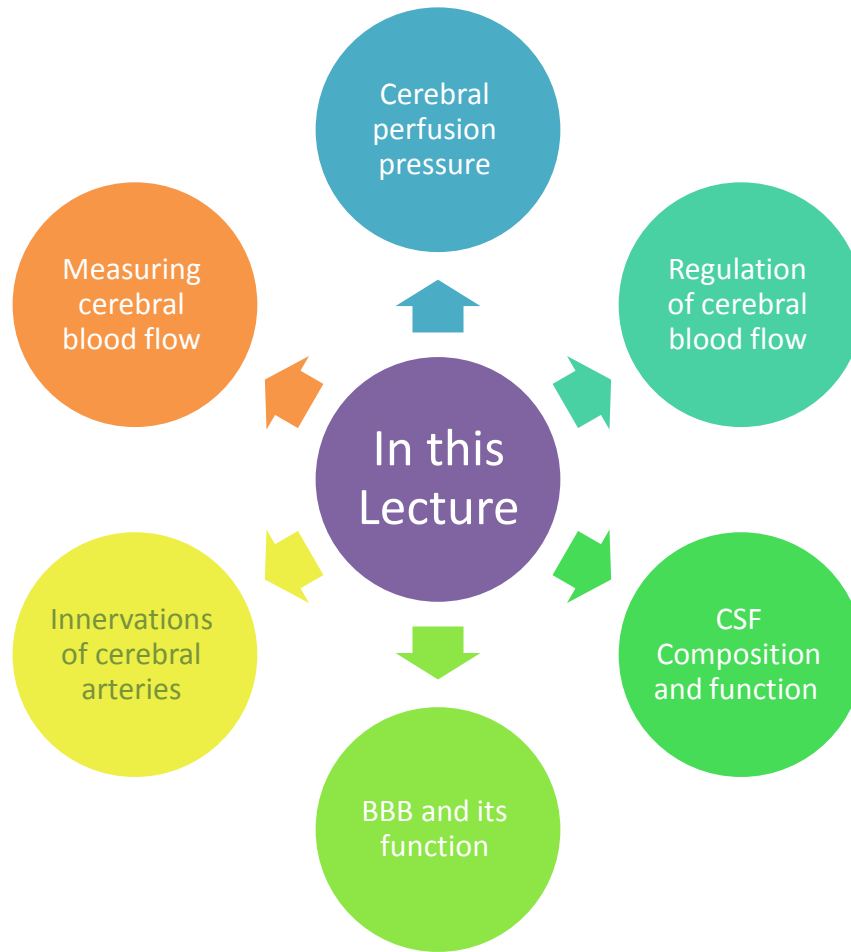 Cerebral
perfusion
pressure
Measuring
cerebral
blood flow
Regulation
of cerebral
blood flow
In this
Lecture
Innervations
of cerebral
arteries
CSF
Composition
and function
BBB and its
function